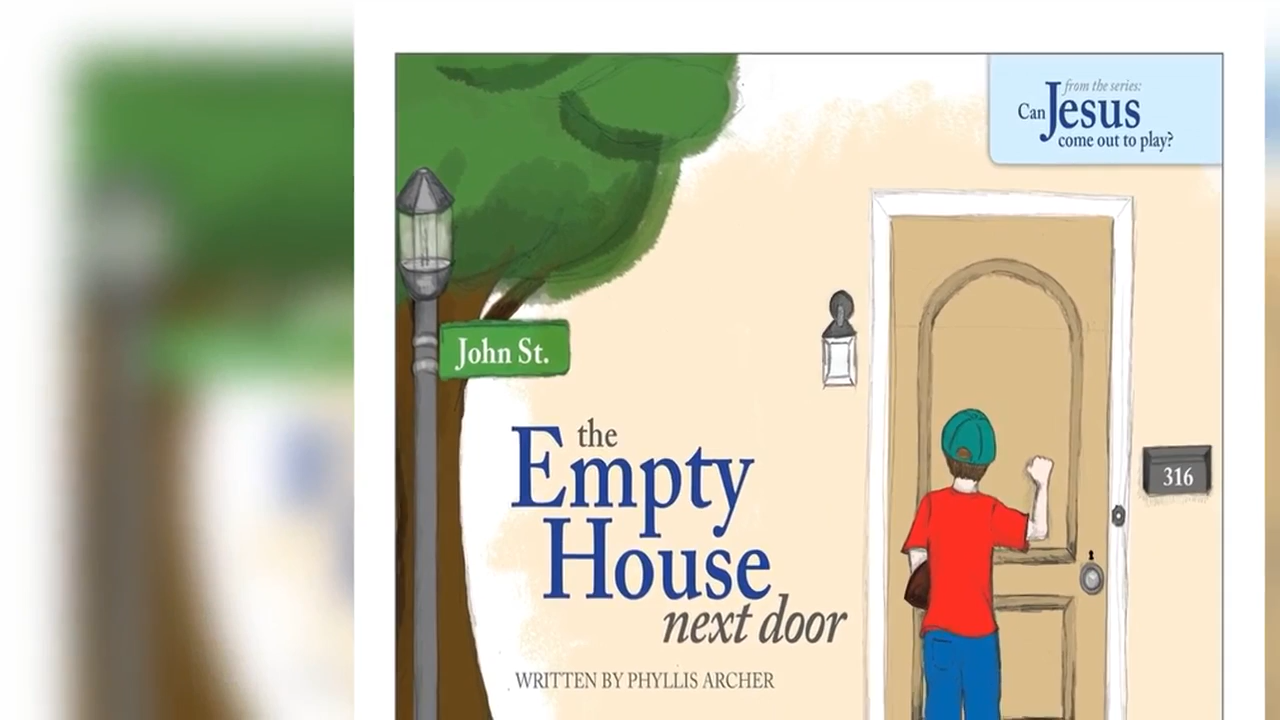 from the series:
Can Jesus
come out to play?
John St.
the
Empty
House
next door
316
WRITTEN BY PHYLLIS ARCHER